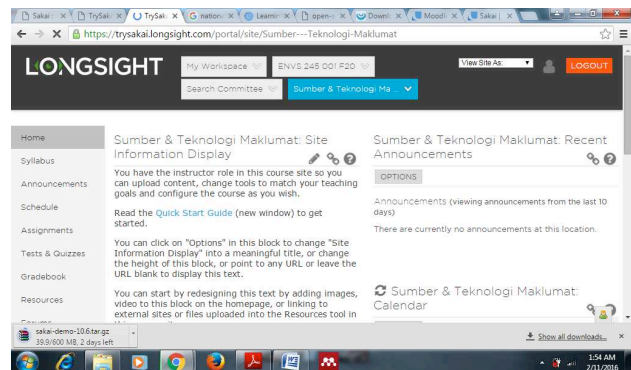 Sakai
TrySak
TrySak
nation
Learnin
open-s
Downl
Moodl
Sakai
https://trysakai.longsight.com/portal/site/Sumber---Teknologi-Maklumat
LONGSIGHT
My Workspace
ENVS 245 001 F20
View Site As:
LOGOUT
Search Committee
Sumber & Teknologi Ma ...
Home
Syllabus
Announcements
Schedule
Assignments
Tests & Quizzes
Gradebook
Resources
Forums
Sumber & Teknologi Maklumat: Site
Information Display
You have the instructor role in this course site so you
can upload content, change tools to match your teaching
goals and configure the course as you wish.
Read the Quick Start Guide (new window) to get
started.
You can click on "Options" in this block to change "Site
Information Display" into a meaningful title, or change
the height of this block, or point to any URL or leave the
URL blank to display this text.
You can start by redesigning this text by adding images,
video to this block on the homepage, or linking to
external sites or files uploaded into the Resources tool in
Sumber & Teknologi Maklumat: Recent
Announcements
OPTIONS
Announcements (viewing announcements from the last 10
days)
There are currently no announcements at this location.
Sumber & Teknologi Maklumat:
Calendar
sakai-demo-10.6.tar.gz
39.9/600 MB, 2 days left
Show all downloads...
1:54 AM
2/11/2016